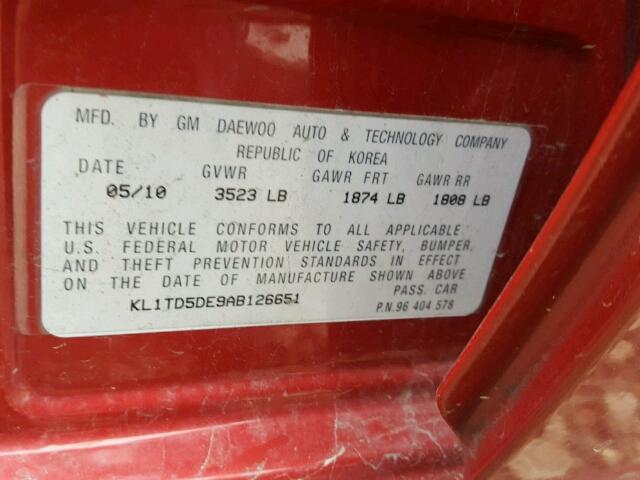 MFD. BY GM DAEWOO AUTO & TECHNOLOGY COMPANY
REPUBLIC OF KOREA
DATE GVWR GAWR FRT GAWR RR
05/10 3523 LB 1874 LB 1808 LB
THIS VEHICLE CONFORMS TO ALL APPLICABLE
U.S. FEDERAL MOTOR VEHICLE SAFETY, BUMPER,
AND THEFT PREVENTION STANDARDS IN EFFECT
ON THE DATE OF MANUFACTURE SHOWN ABOVE
PASS. CAR
KL1TD5DE9AB126651
P.N.96 404 578